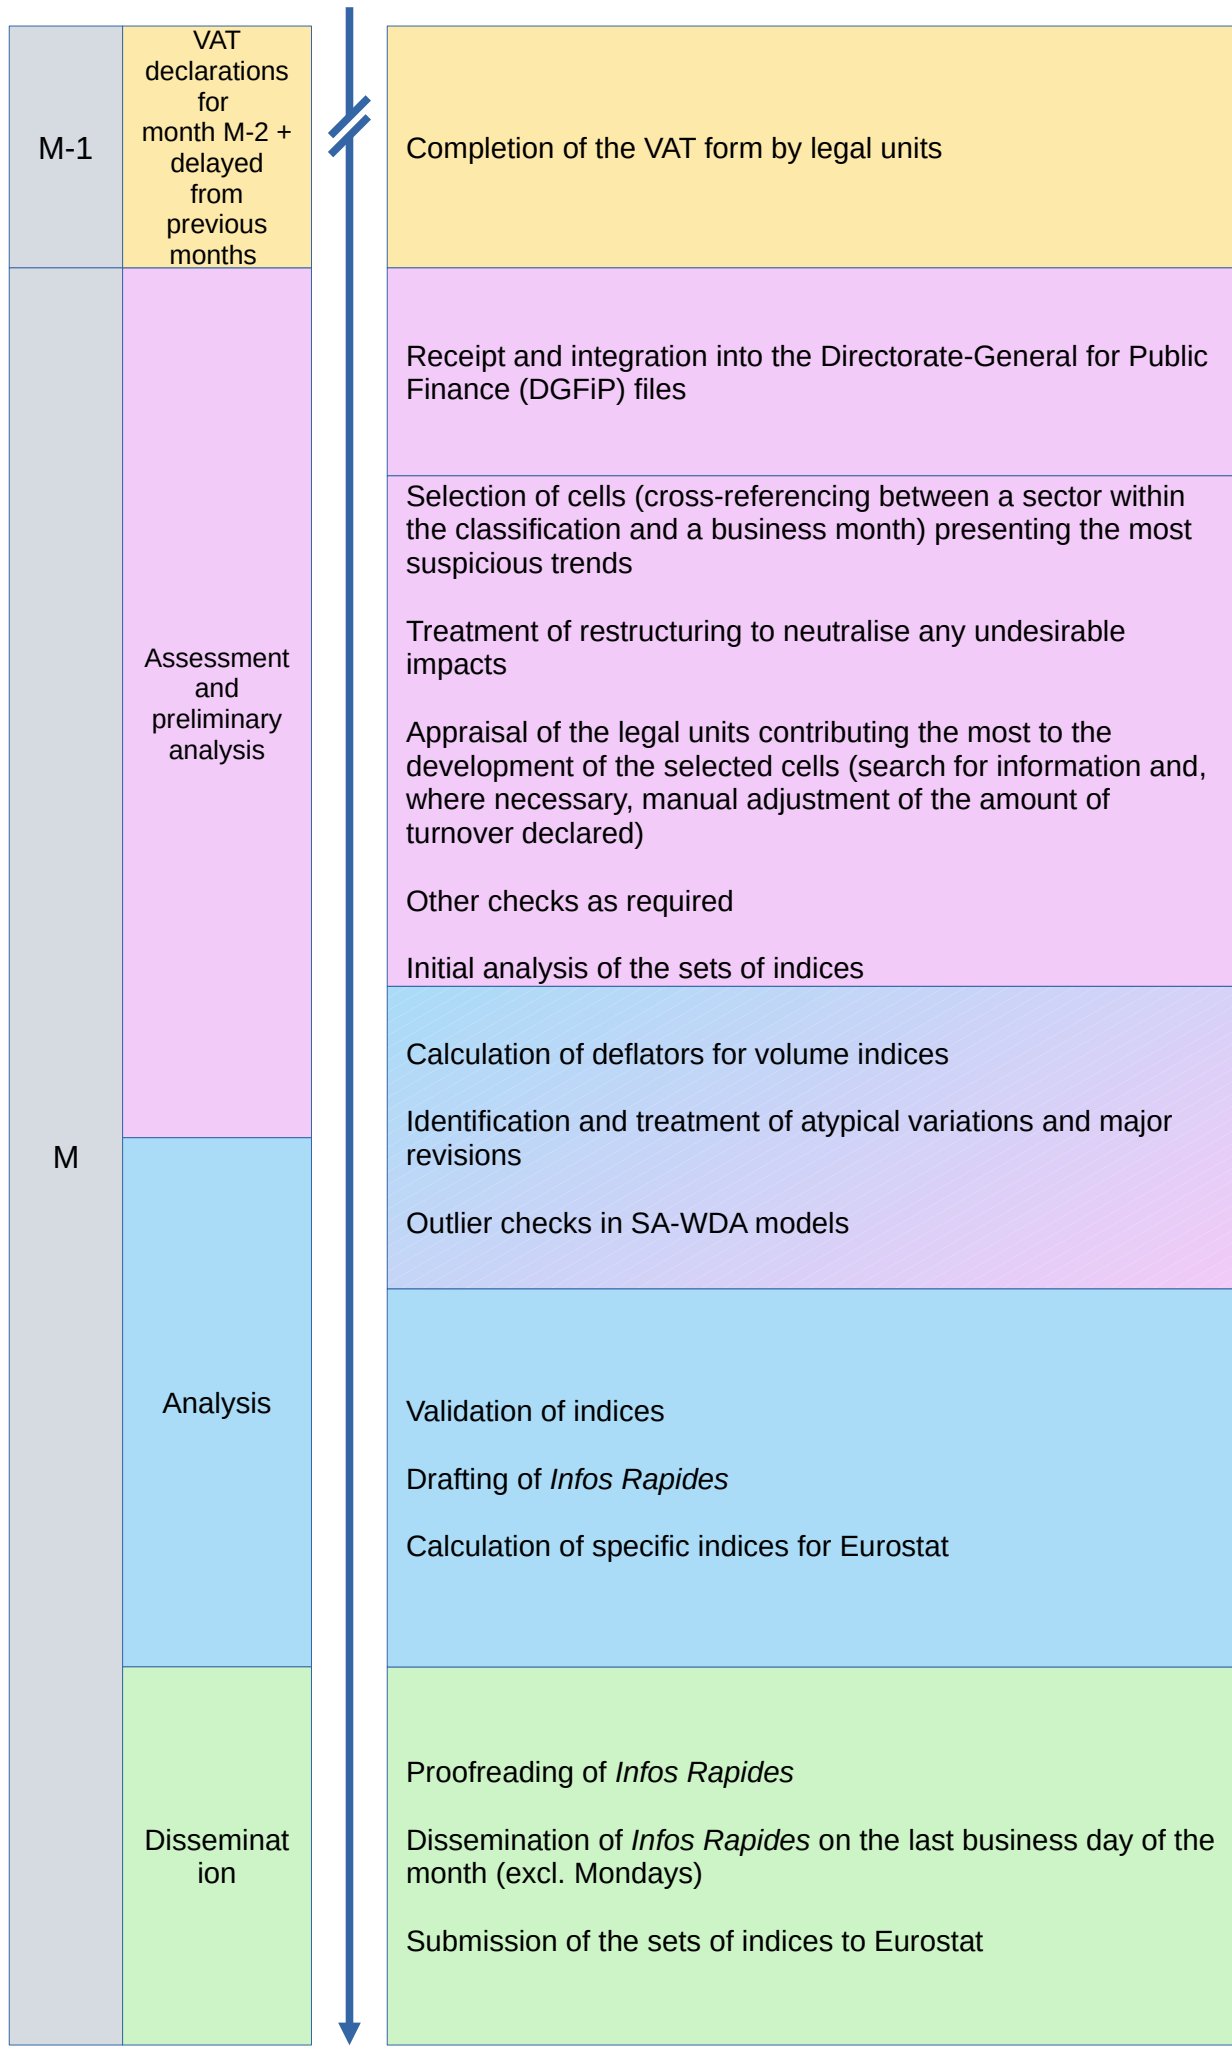 M-1
VAT
declarations
for
month M-2 +
delayed
from
previous
months
Completion of the VAT form by legal units
M
Assessment
and
preliminary
analysis
Receipt and integration into the Directorate-General for Public
Finance (DGFiP) files
Selection of cells (cross-referencing between a sector within
the classification and a business month) presenting the most
suspicious trends
Treatment of restructuring to neutralise any undesirable
impacts
Appraisal of the legal units contributing the most to the
development of the selected cells (search for information and,
where necessary, manual adjustment of the amount of
turnover declared)
Other checks as required
Initial analysis of the sets of indices
Calculation of deflators for volume indices
Identification and treatment of atypical variations and major
revisions
Outlier checks in SA-WDA models
Analysis
Validation of indices
Drafting of Infos Rapides
Calculation of specific indices for Eurostat
Disseminat
ion
Proofreading of Infos Rapides
Dissemination of Infos Rapides on the last business day of the
month (excl. Mondays)
Submission of the sets of indices to Eurostat